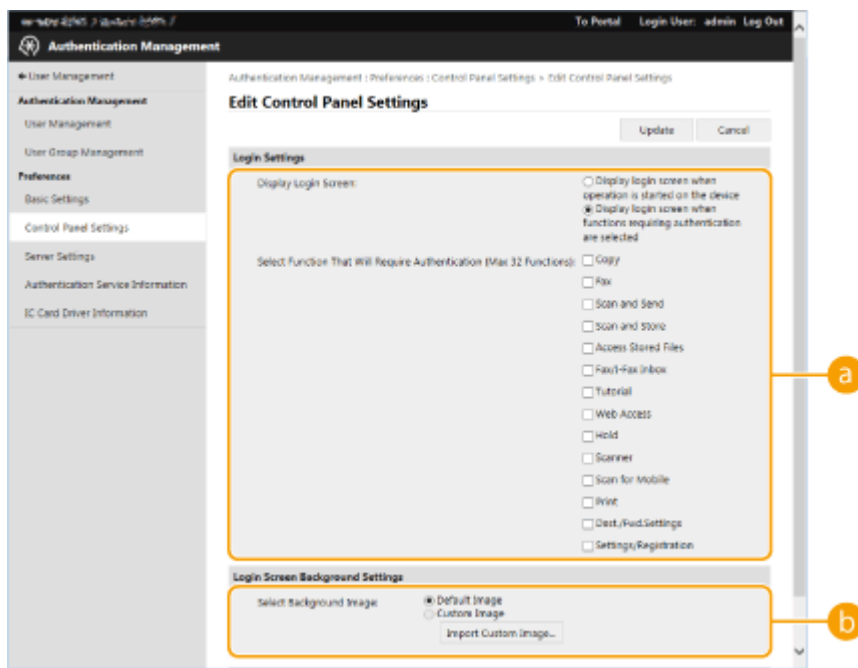 To Portal Login User: admin Log Out
Authentication Management
User Management
Authentication Management : Preferences : Control Panel Settings > Edit Control Panel Settings
Authentication Management
Edit Control Panel Settings
User Management
Update Cancel
User Group Management
Login Settings
Preferences
Display Login Screen:
Display login screen when
operation is started on the device
Basic Settings
Display login screen when
functions requiring authentication
are selected
Control Panel Settings
Server Settings
Select Function That Will Require Authentication (Max 32 Functions):
Copy
Fax
Authentication Service Information
Scan and Send
IC Card Driver Information
Scan and Store
Access Stored Files
Fax/I-Fax Inbox
a
Tutorial
Web Access
Hold
Scanner
Scan for Mobile
Print
Dest./Fwd.Settings
Settings/Registration
Login Screen Background Settings
Select Background Image:
Default Image
Custom Image
Import Custom Image...
b